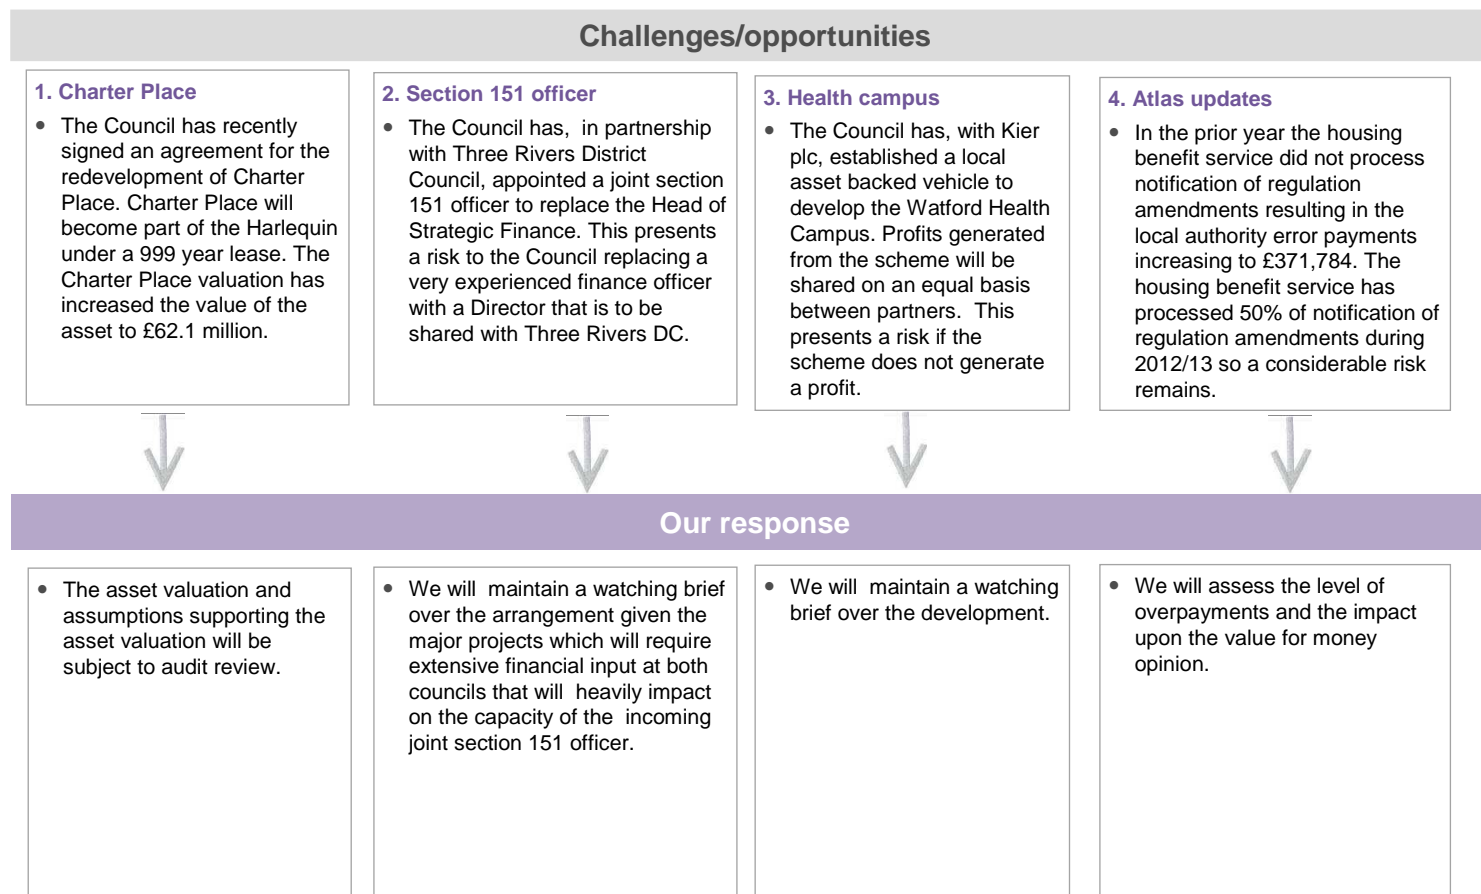 Challenges/opportunities
1. Charter Place
• The Council has recently
signed an agreement for the
redevelopment of Charter
Place. Charter Place will
become part of the Harlequin
under a 999 year lease. The
Charter Place valuation has
increased the value of the
asset to £62.1 million.
2. Section 151 officer
• The Council has, in partnership
with Three Rivers District
Council, appointed a joint section
151 officer to replace the Head of
Strategic Finance. This presents
a risk to the Council replacing a
very experienced finance officer
with a Director that is to be
shared with Three Rivers DC.
3. Health campus
• The Council has, with Kier
plc, established a local
asset backed vehicle to
develop the Watford Health
Campus. Profits generated
from the scheme will be
shared on an equal basis
between partners. This
presents a risk if the
scheme does not generate
a profit.
4. Atlas updates
• In the prior year the housing
benefit service did not process
notification of regulation
amendments resulting in the
local authority error payments
increasing to £371,784. The
housing benefit service has
processed 50% of notification of
regulation amendments during
2012/13 so a considerable risk
remains.
Our response
• The asset valuation and
assumptions supporting the
asset valuation will be
subject to audit review.
• We will maintain a watching brief
over the arrangement given the
major projects which will require
extensive financial input at both
councils that will heavily impact
on the capacity of the incoming
joint section 151 officer.
• We will maintain a watching
brief over the development.
• We will assess the level of
overpayments and the impact
upon the value for money
opinion.